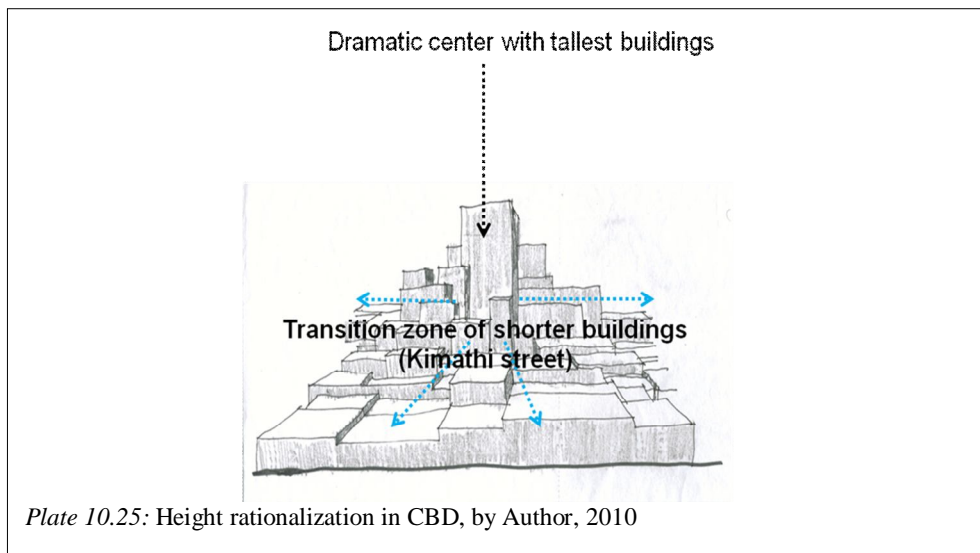 Dramatic center with tallest buildings
Transition zone of shorter buildings
(Kimathi street)
Plate 10.25: Height rationalization in CBD, by Author, 2010